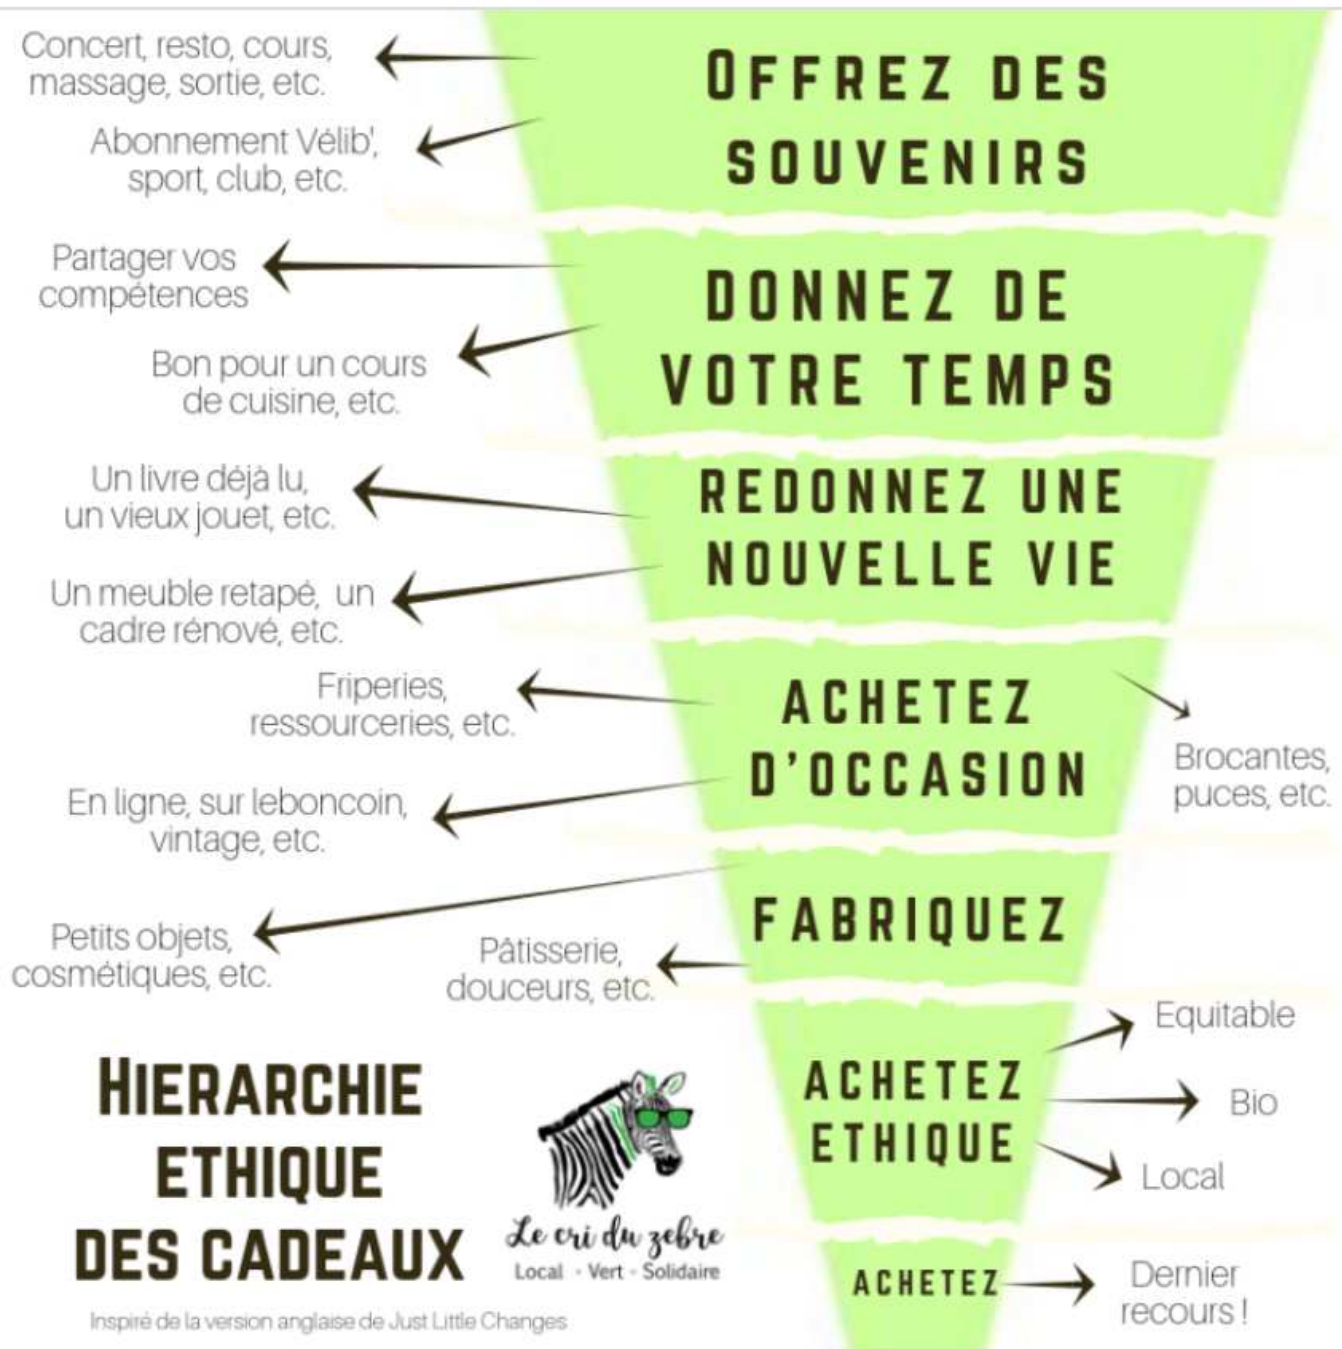 Concert, resto, cours,
massage, sortie, etc.
OFFREZ DES
SOUVENIRS
Abonnement Vélib',
sport, club, etc.
Partager vos
compétences
DONNEZ DE
VOTRE TEMPS
Bon pour un cours
de cuisine, etc.
Un livre déjà lu,
un vieux jouet, etc.
REDONNEZ UNE
NOUVELLE VIE
Un meuble retapé, un
cadre rénové, etc.
Friperies,
ressourceries, etc.
ACHETEZ
D'OCCASION
Brocantes,
puces, etc.
En ligne, sur leboncoin,
vintage, etc.
FABRIQUEZ
Petits objets,
cosmétiques, etc.
Pâtisserie,
douceurs, etc.
ACHETEZ
ETHIQUE
Equitable
Bio
Local
ACHETEZ
Dernier
recours !
HIERARCHIE
ETHIQUE
DES CADEAUX
Le cri du zebre
Local - Vert - Solidaire
Inspiré de la version anglaise de Just Little Changes